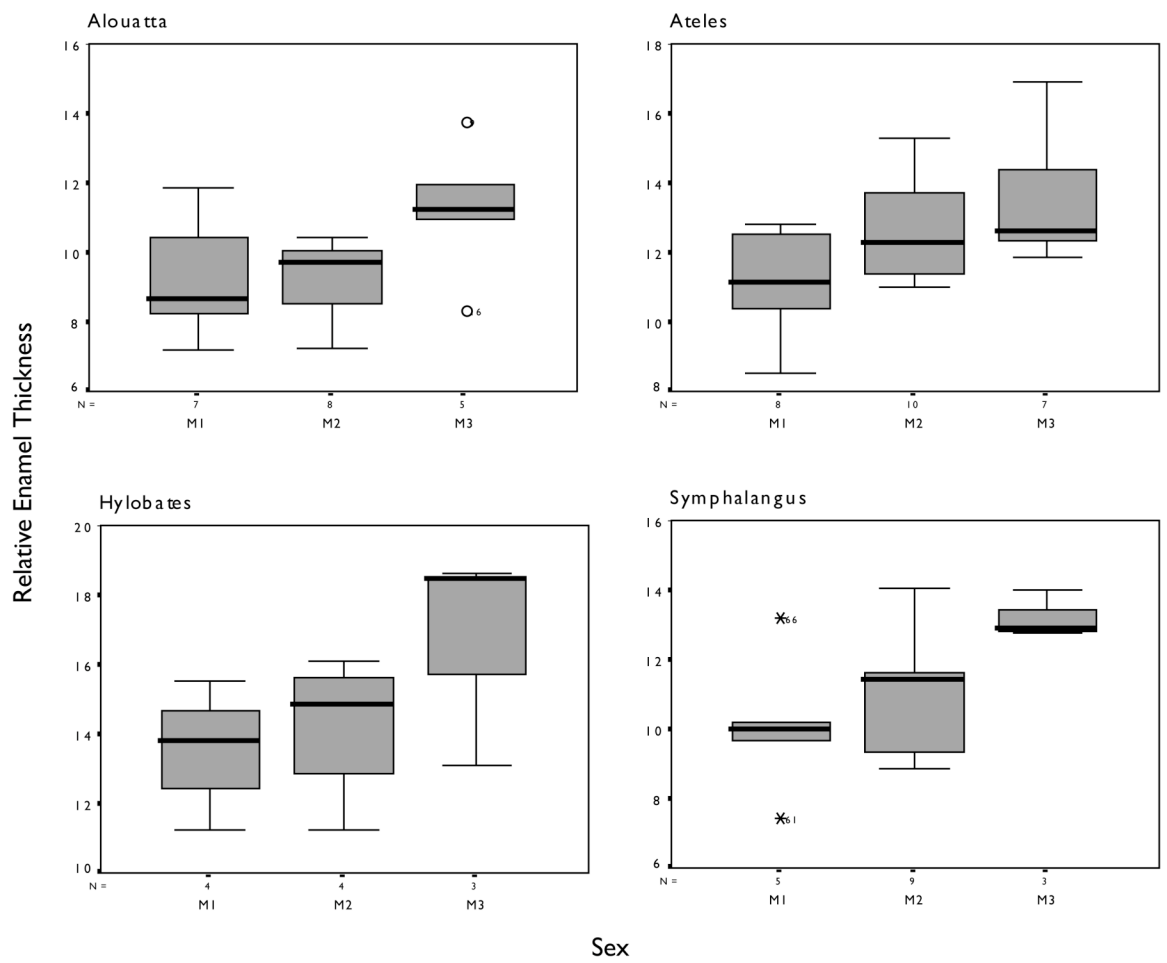 Alouatta
16
14
12
10
8
6
6
N =
7
8
5
M1
M2
M3
Ateles
18
16
14
12
10
8
N =
8
10
7
M1
M2
M3
Relative Enamel Thickness
Hylobates
20
18
16
14
12
10
N =
4
4
3
M1
M2
M3
Symphalangus
16
14
12
10
8
6
66
61
N =
5
9
3
M1
M2
M3
Sex